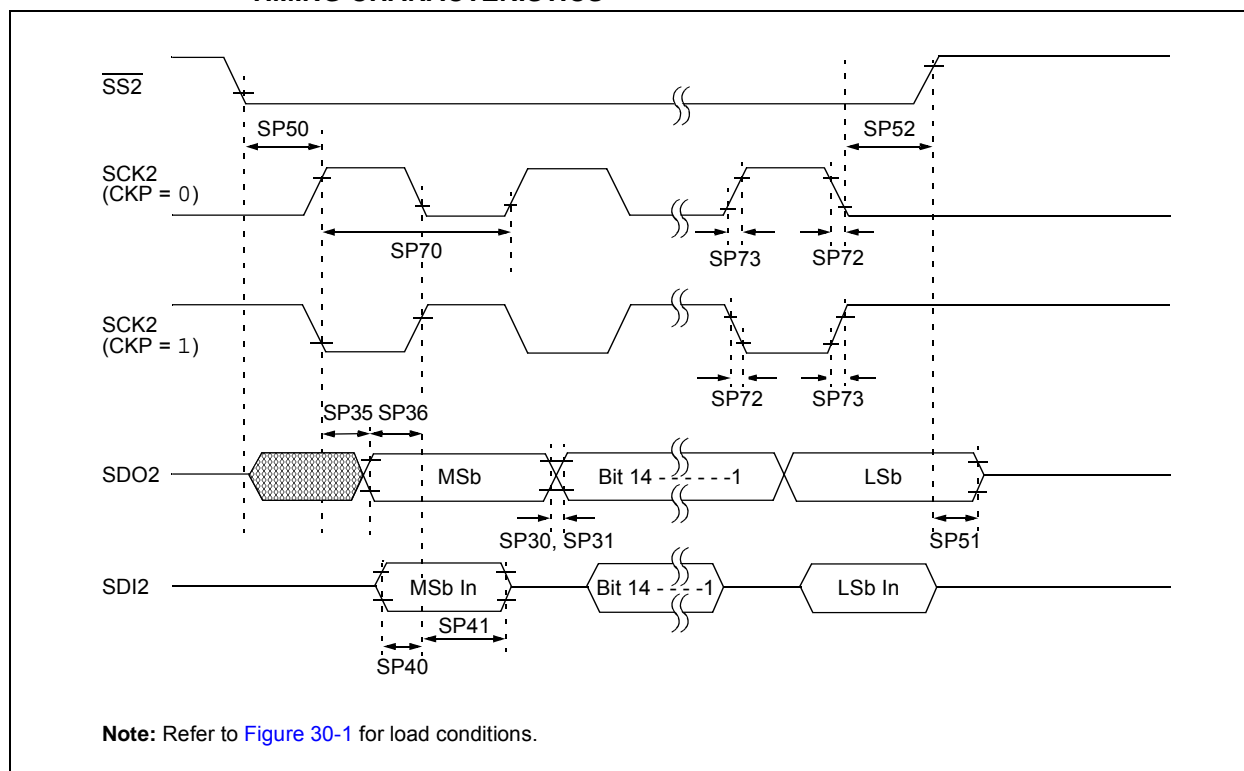 TIMING CHARACTERISTICS
SS2
SP50
SP52
SCK2
(CKP = 0)
SP70
SP73
SP72
SCK2
(CKP = 1)
SP72
SP73
SP35
SP36
SDO2
MSb
Bit 14 - - - - - -1
LSb
SP30, SP31
SP51
SDI2
MSb In
Bit 14 - - - -1
LSb In
SP41
SP40
Note: Refer to Figure 30-1 for load conditions.